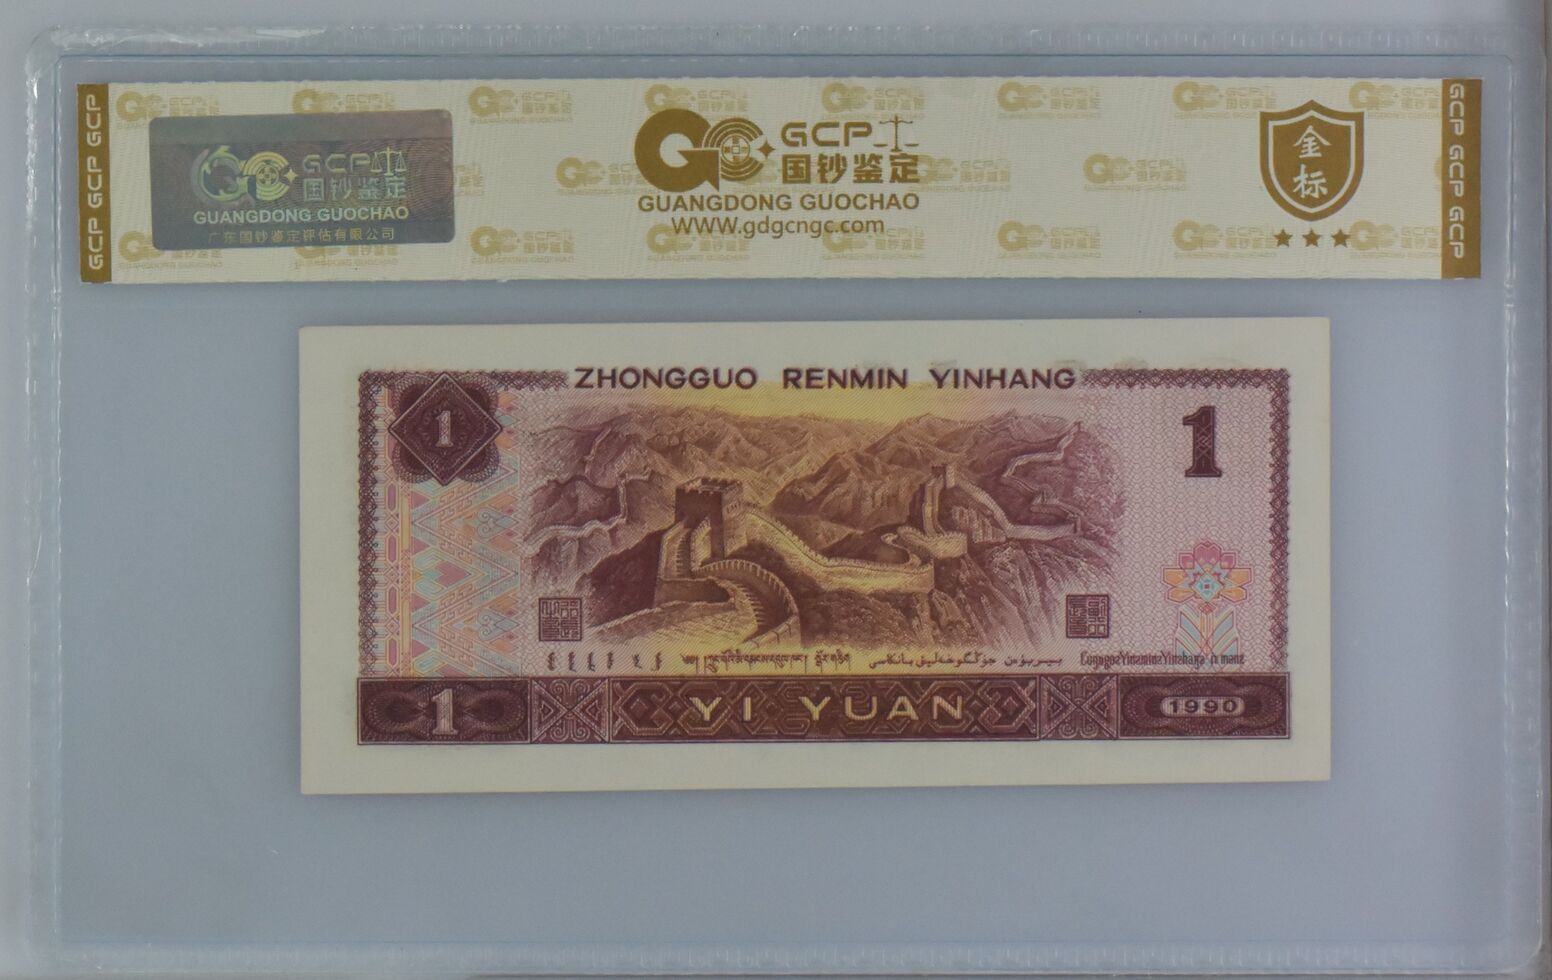 GCP GCP GCP
GCP
国钞鉴定
GUANGDONG GUOCHAO
广东国钞鉴定评估有限公司
GCP
国钞鉴定
GUANGDONG GUOCHAO
WWW.gdgcngc.com
金标
GCP GCP GCP
ZHONGGUO RENMIN YINHANG
1
1
1
YI YUAN
1990